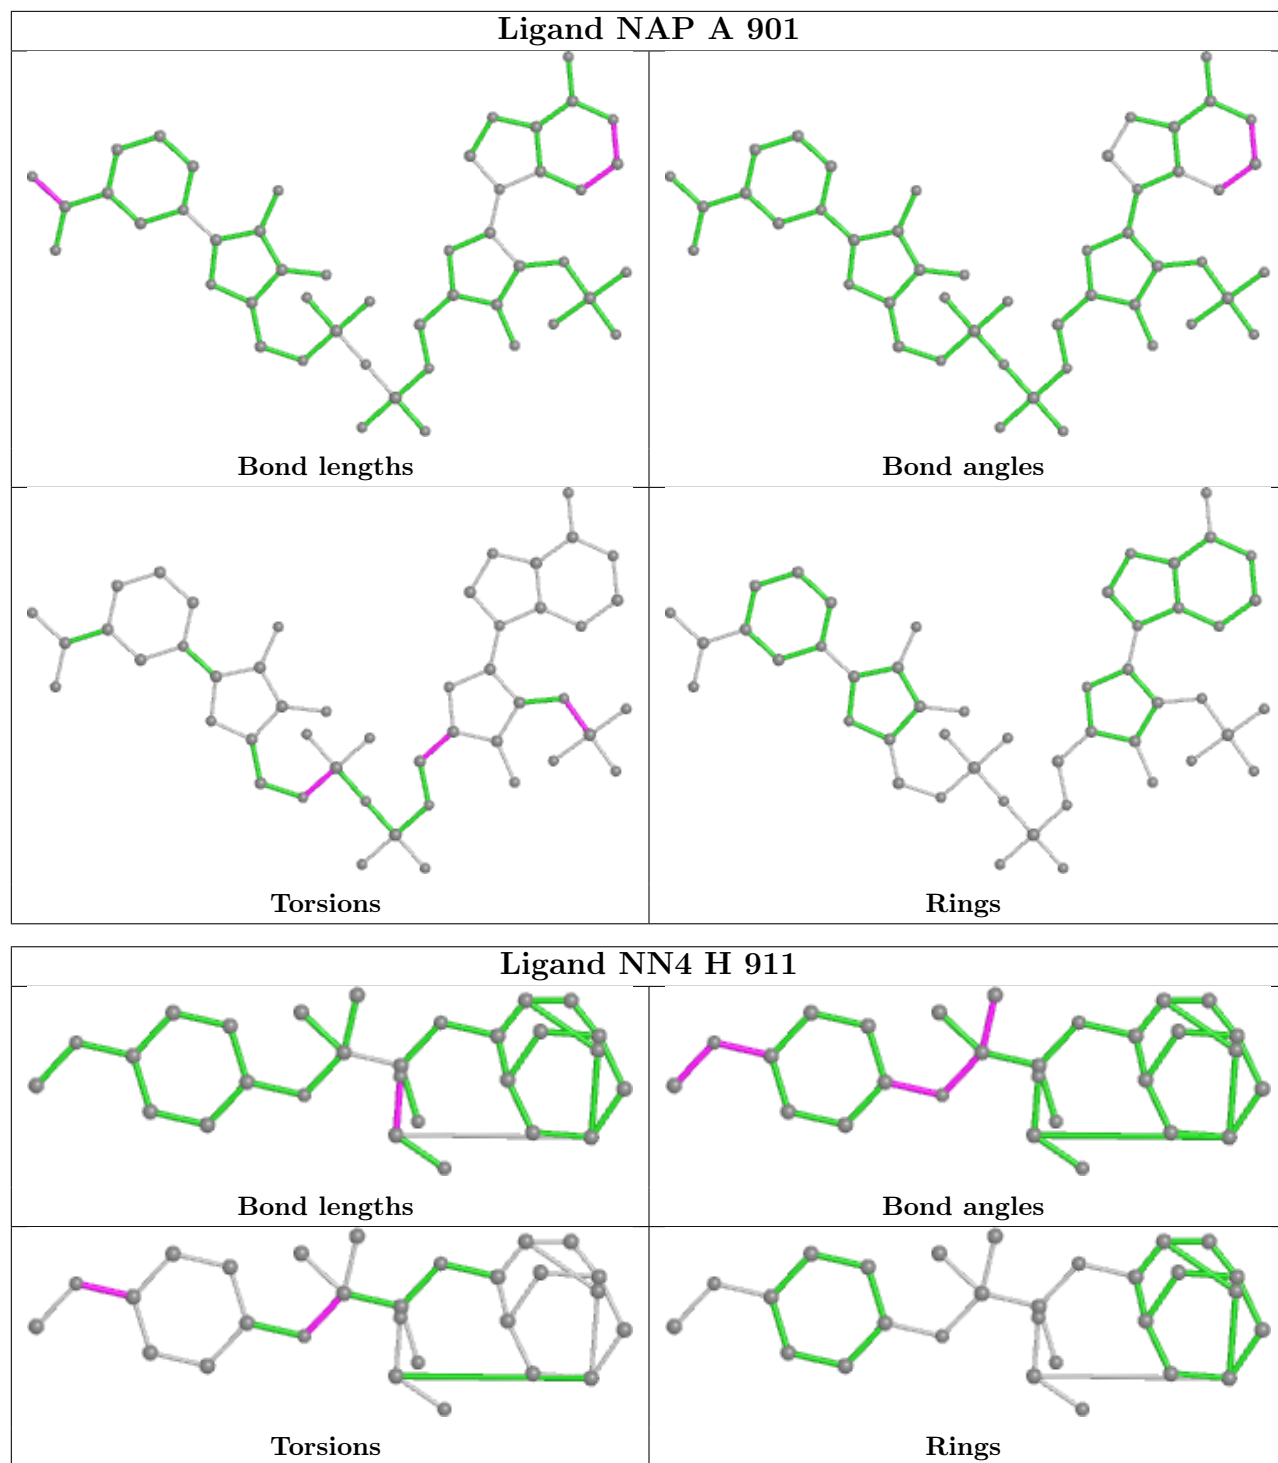 Ligand NAP A 901
Bond lengths
Bond angles
Torsions
Rings
Ligand NN4 H 911
Bond lengths
Bond angles
Torsions
Rings